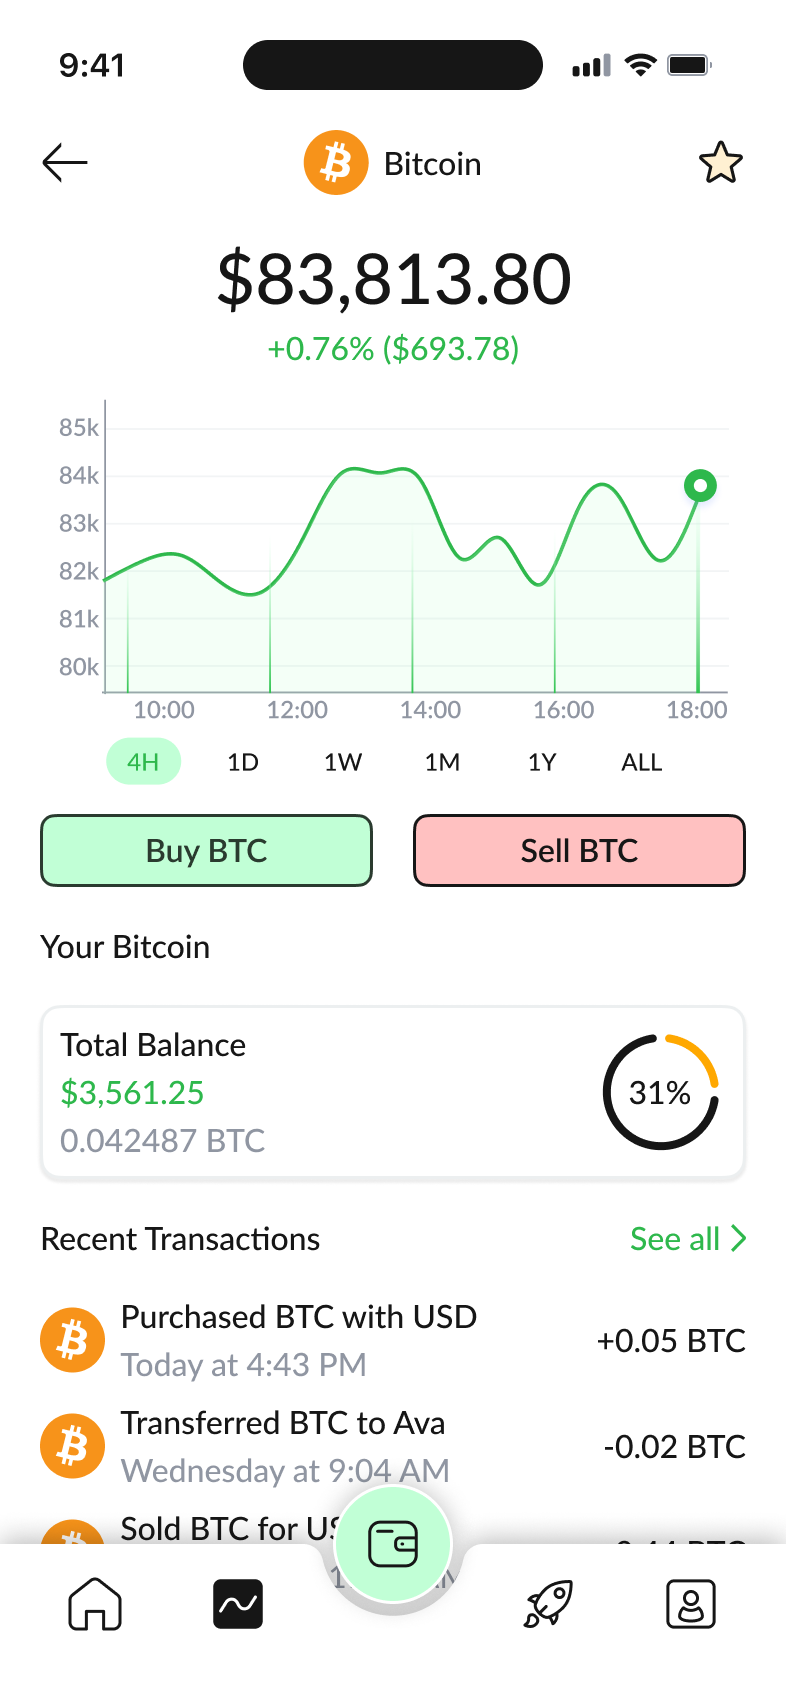 9:41
Bitcoin
$83,813.80
+0.76% ($693.78)
85k
84k
83k
82k
81k
80k
10:00 12:00 14:00 16:00 18:00
4H 1D 1W 1M 1Y ALL
Buy BTC Sell BTC
Your Bitcoin
Total Balance
$3,561.25
0.042487 BTC
31%
Recent Transactions See all
Purchased BTC with USD
Today at 4:43 PM
+0.05 BTC
Transferred BTC to Ava
Wednesday at 9:04 AM
-0.02 BTC
Sold BTC for